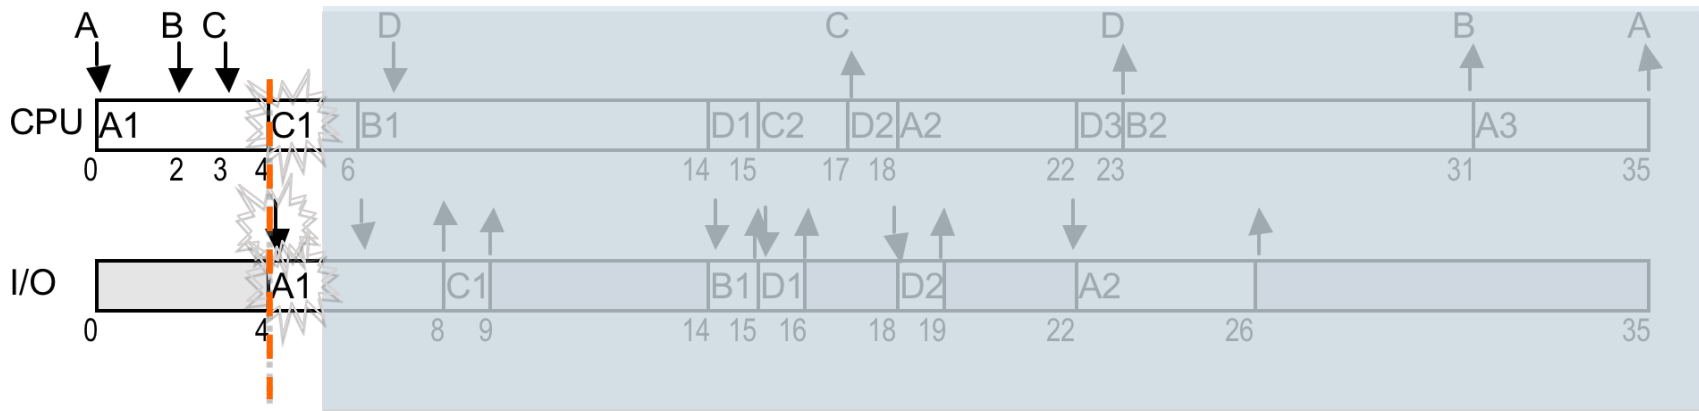 A B C D C D B A
CPU A1 C1 B1 D1 C2 D2 A2 D3 B2 A3
0 2 3 4 6 14 15 17 18 22 23 31 35
I/O A1 C1 B1 D1 D2 A2
0 4 8 9 14 15 16 18 19 22 26 35